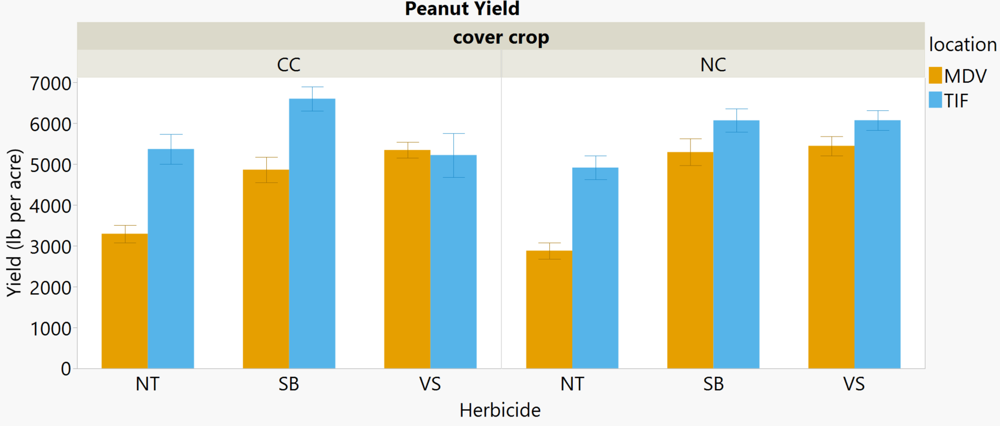 Peanut Yield
cover crop
CC NC
location
MDV
TIF
Yield (lb per acre)
7000
6000
5000
4000
3000
2000
1000
0
NT SB VS NT SB VS
Herbicide